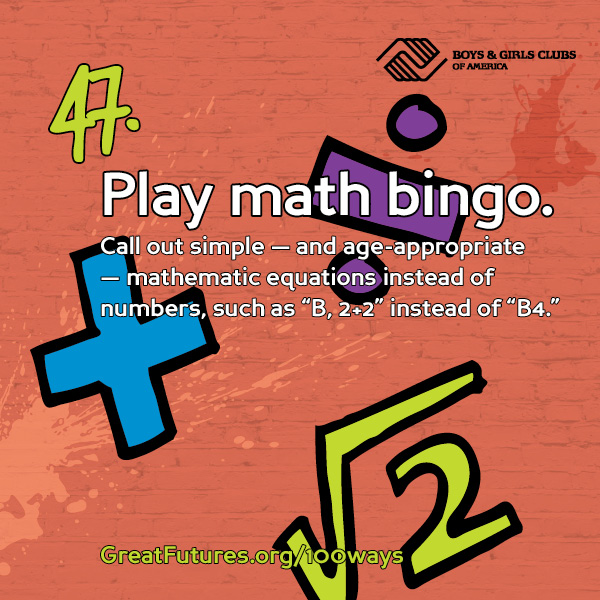 BOYS & GIRLS CLUBS
OF AMERICA
47.
Play math bingo.
Call out simple — and age-appropriate
— mathematic equations instead of
numbers, such as “B, 2+2” instead of “B4.”
√2
GreatFutures.org/100ways